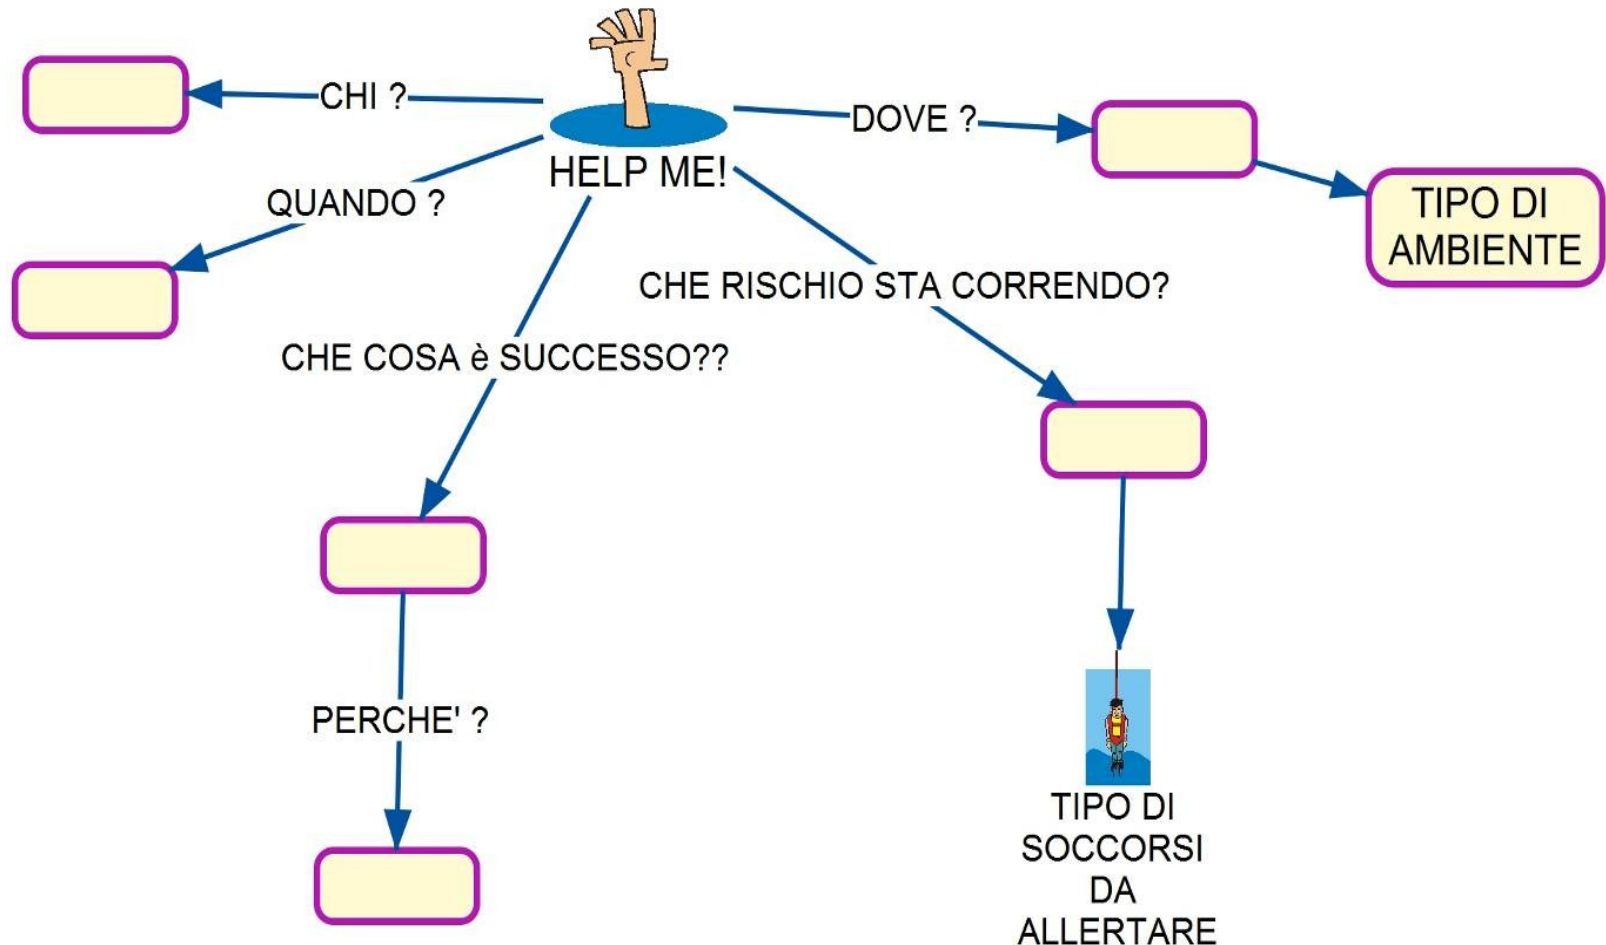 CHI ?
DOVE ?
HELP ME!
QUANDO ?
TIPO DI
AMBIENTE
CHE RISCHIO STA CORRENDO?
CHE COSA è SUCCESSO??
PERCHE' ?
TIPO DI
SOCCORSI
DA
ALLERTARE